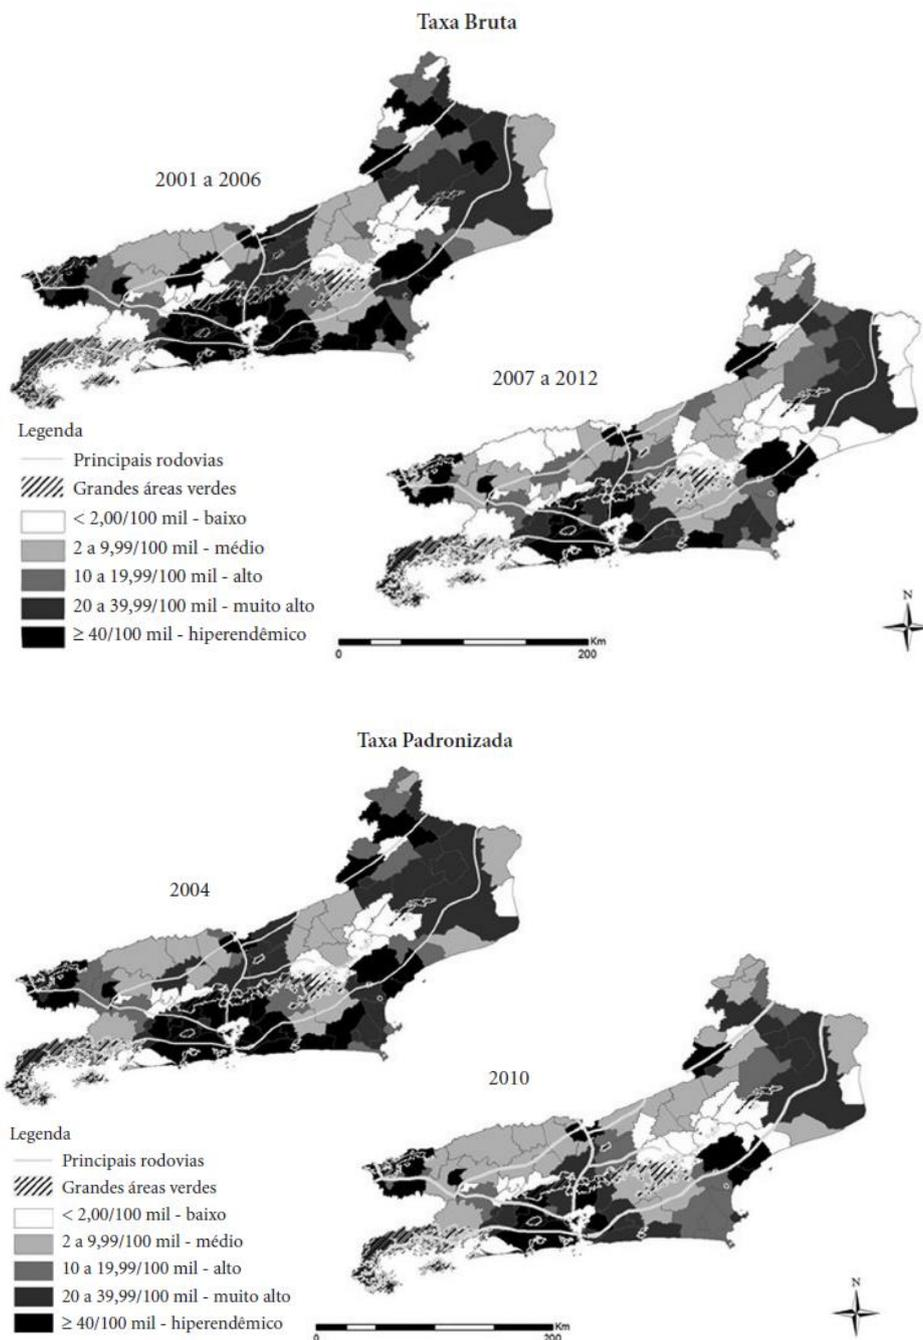 Taxa Bruta
2001 a 2006
2007 a 2012
Legenda
Principais rodovias
Grandes áreas verdes
< 2,00/100 mil - baixo
2 a 9,99/100 mil - médio
10 a 19,99/100 mil - alto
20 a 39,99/100 mil - muito alto
≥ 40/100 mil - hiperendêmico
Km
0 200
N
Taxa Padronizada
2004
2010
Legenda
Principais rodovias
Grandes áreas verdes
< 2,00/100 mil - baixo
2 a 9,99/100 mil - médio
10 a 19,99/100 mil - alto
20 a 39,99/100 mil - muito alto
≥ 40/100 mil - hiperendêmico
Km
0 200
N